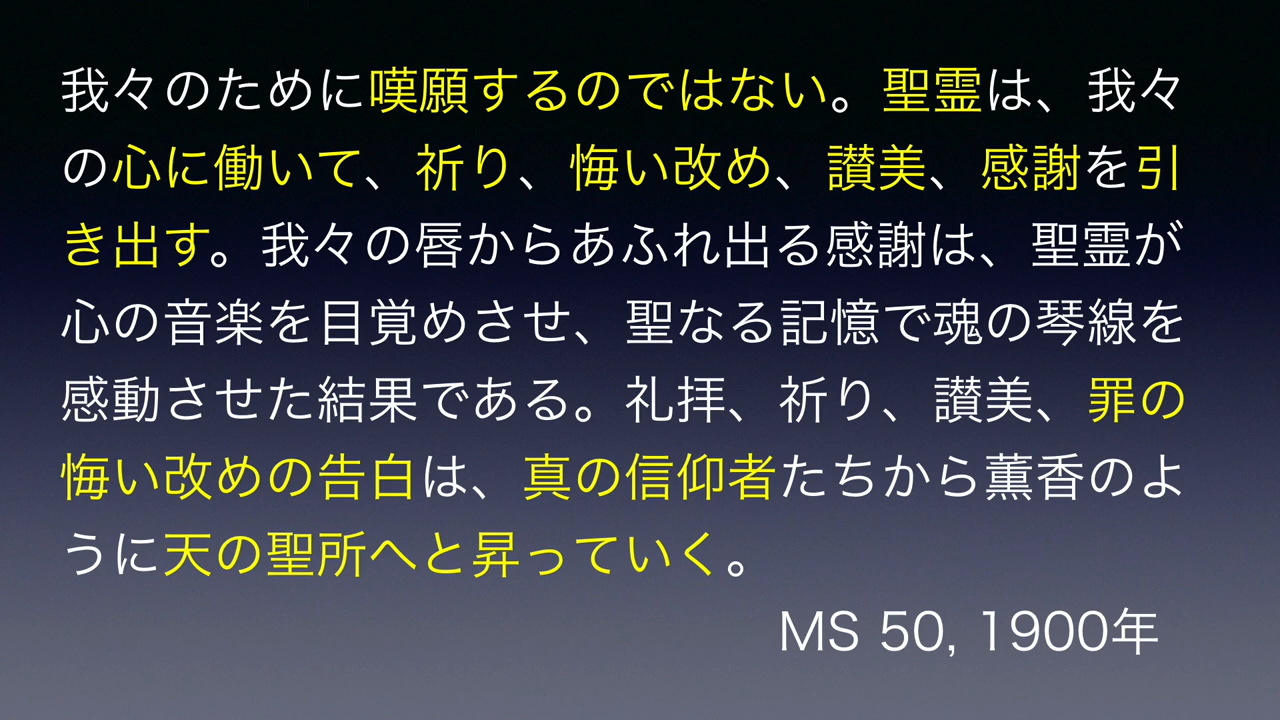 我々のために嘆願するのではない。聖霊は、我々
の心に働いて、祈り、悔い改め、讃美、感謝を引
き出す。我々の唇からあふれ出る感謝は、聖霊が
心の音楽を目覚めさせ、聖なる記憶で魂の琴線を
感動させた結果である。礼拝、祈り、讃美、罪の
悔い改めの告白は、真の信仰者たちから薫香のよ
うに天の聖所へと昇っていく。
MS 50, 1900年